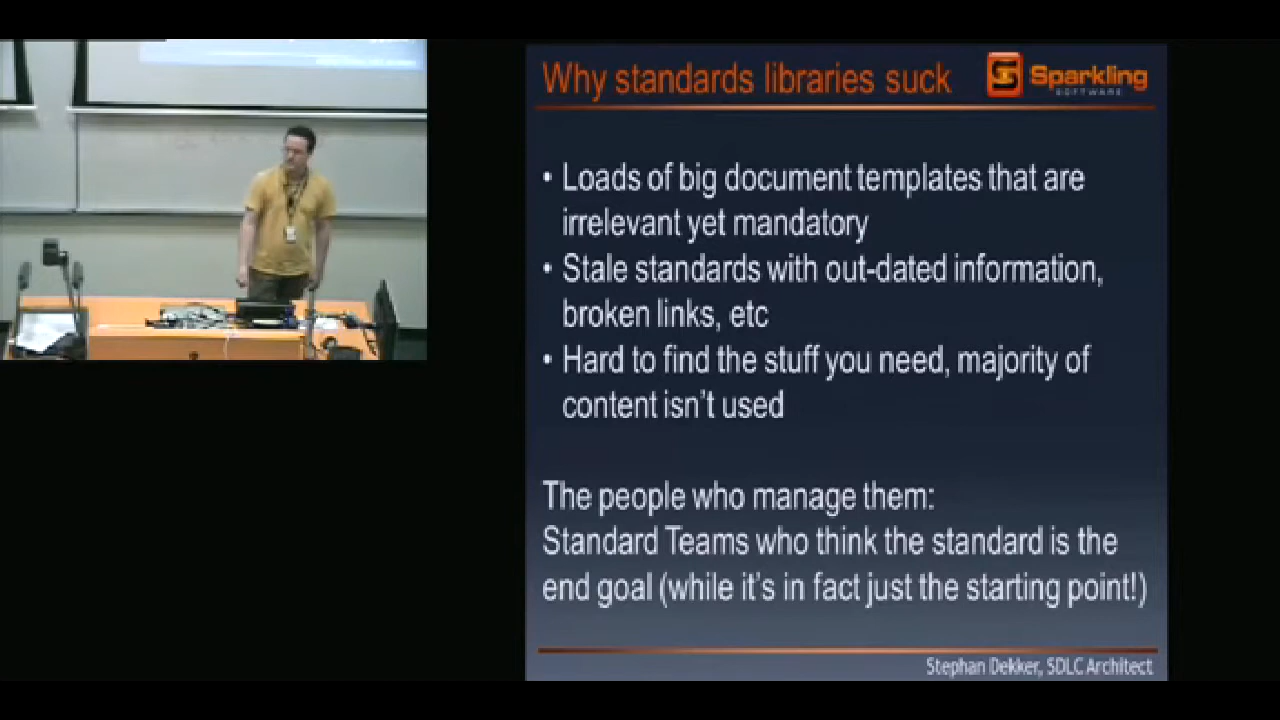 Why standards libraries suck
Sparkling
SOFTWARE
• Loads of big document templates that are
irrelevant yet mandatory
• Stale standards with out-dated information,
broken links, etc
• Hard to find the stuff you need, majority of
content isn't used
The people who manage them:
Standard Teams who think the standard is the
end goal (while it's in fact just the starting point!)
Stephan Dekker, SDLC Architect